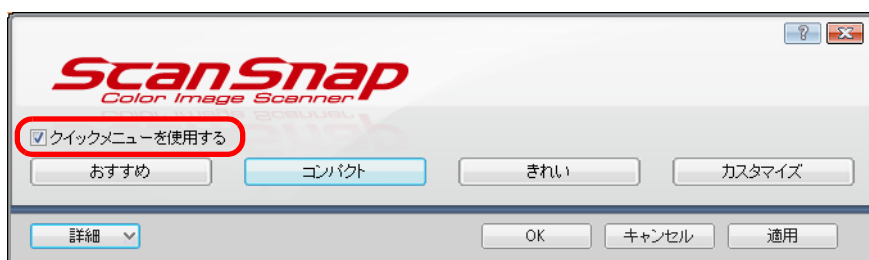 ScanSnap
Color Image Scanner
クイックメニューを使用する
おすすめ コンパクト きれい カスタマイズ
詳細 OK キャンセル 適用